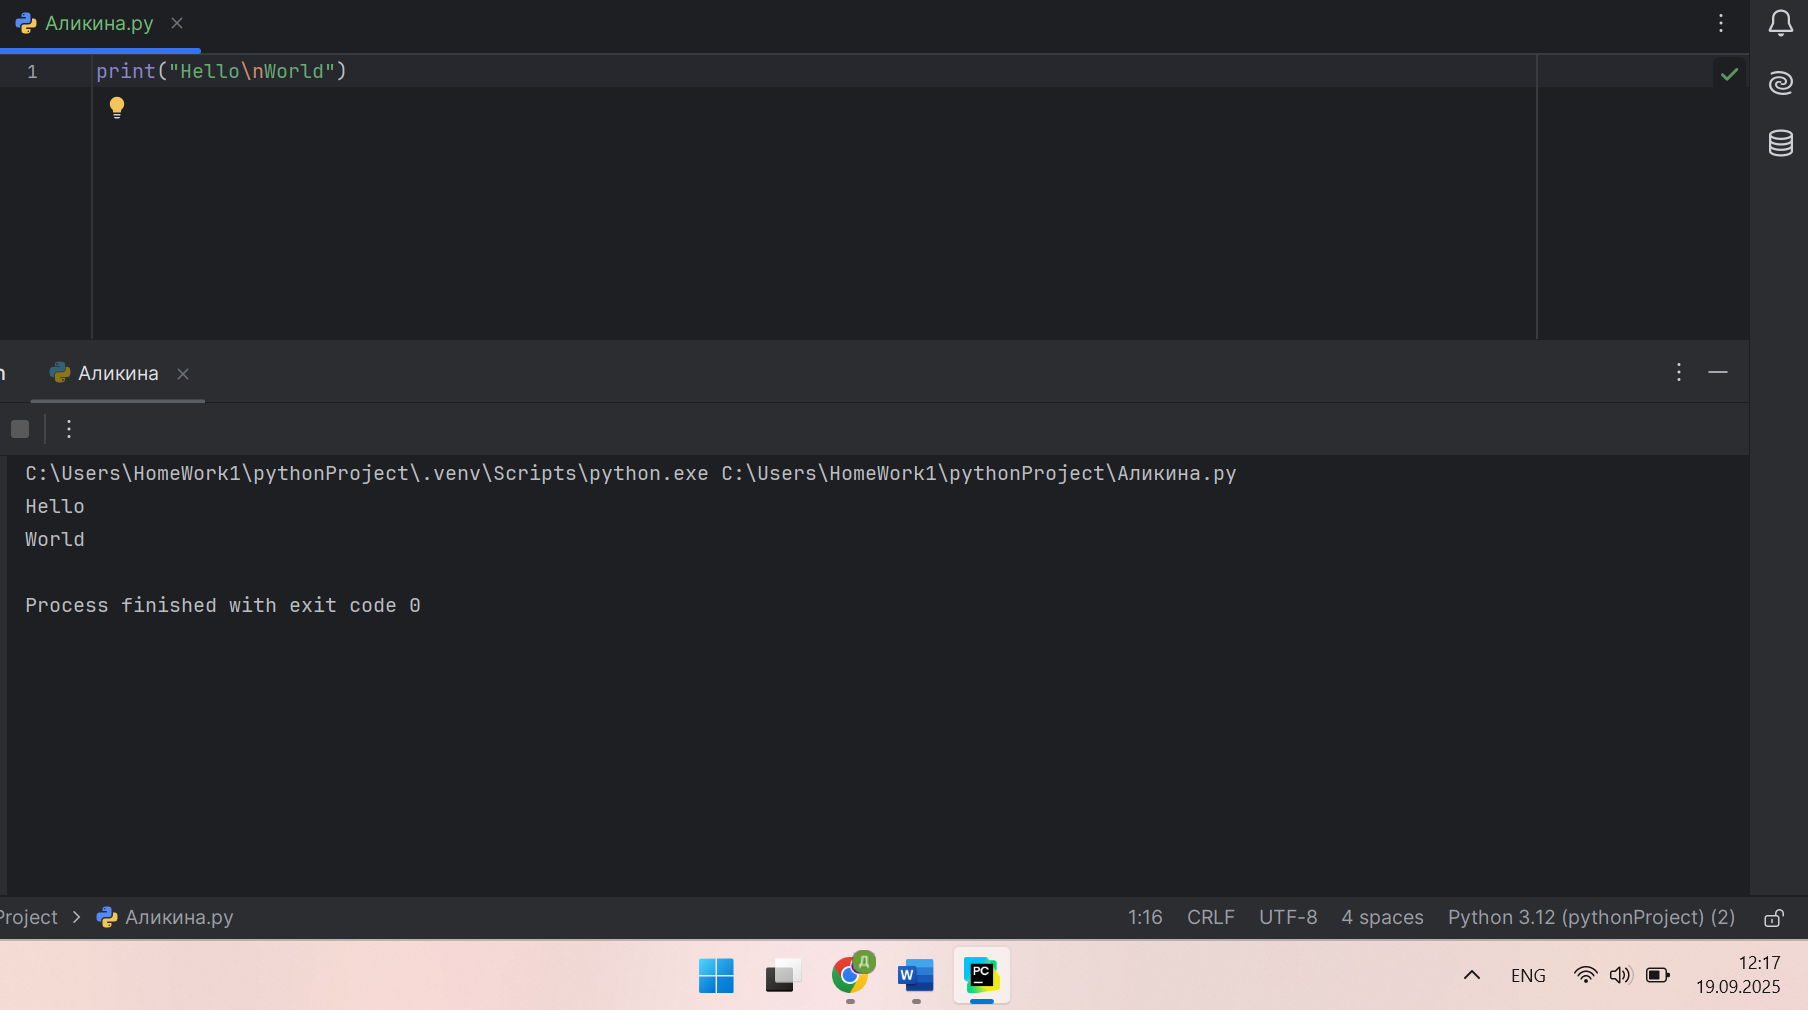 Аликина.py
1 print("Hello\nWorld")
n Аликина
C:\Users\HomeWork1\pythonProject\.venv\Scripts\python.exe C:\Users\HomeWork1\pythonProject\Аликина.py
Hello
World
Process finished with exit code 0
Project > Аликина.py 1:16 CRLF UTF-8 4 spaces Python 3.12 (pythonProject) (2)
Д
W
PC
ENG
12:17
19.09.2025